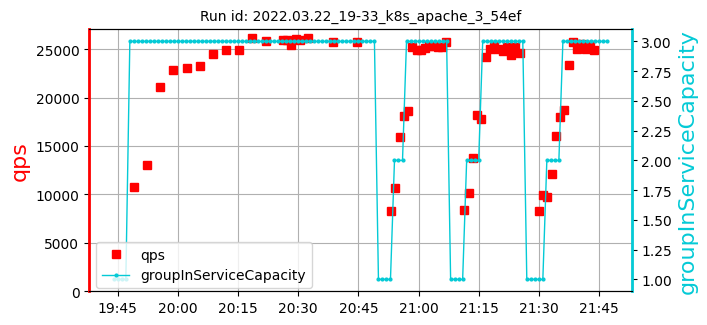 Run id: 2022.03.22_19-33_k8s_apache_3_54ef
25000
20000
15000
10000
5000
0
qps
3.00
2.75
2.50
2.25
2.00
1.75
1.50
1.25
1.00
groupInServiceCapacity
qps
groupInServiceCapacity
19:45 20:00 20:15 20:30 20:45 21:00 21:15 21:30 21:45